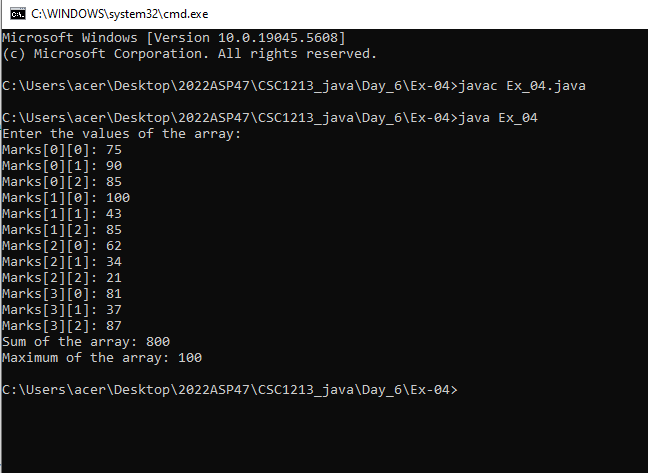 C:\WINDOWS\system32\cmd.exe
Microsoft Windows [Version 10.0.19045.5608]
(c) Microsoft Corporation. All rights reserved.
C:\Users\acer\Desktop\2022ASP47\CSC1213_java\Day_6\Ex-04>javac Ex_04.java
C:\Users\acer\Desktop\2022ASP47\CSC1213_java\Day_6\Ex-04>java Ex_04
Enter the values of the array:
Marks[0][0]: 75
Marks[0][1]: 90
Marks[0][2]: 85
Marks[1][0]: 100
Marks[1][1]: 43
Marks[1][2]: 85
Marks[2][0]: 62
Marks[2][1]: 34
Marks[2][2]: 21
Marks[3][0]: 81
Marks[3][1]: 37
Marks[3][2]: 87
Sum of the array: 800
Maximum of the array: 100
C:\Users\acer\Desktop\2022ASP47\CSC1213_java\Day_6\Ex-04>